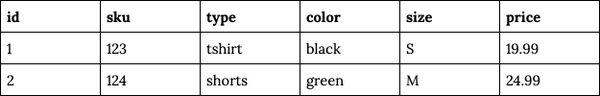 id sku type color size price
1 123 tshirt black S 19.99
2 124 shorts green M 24.99